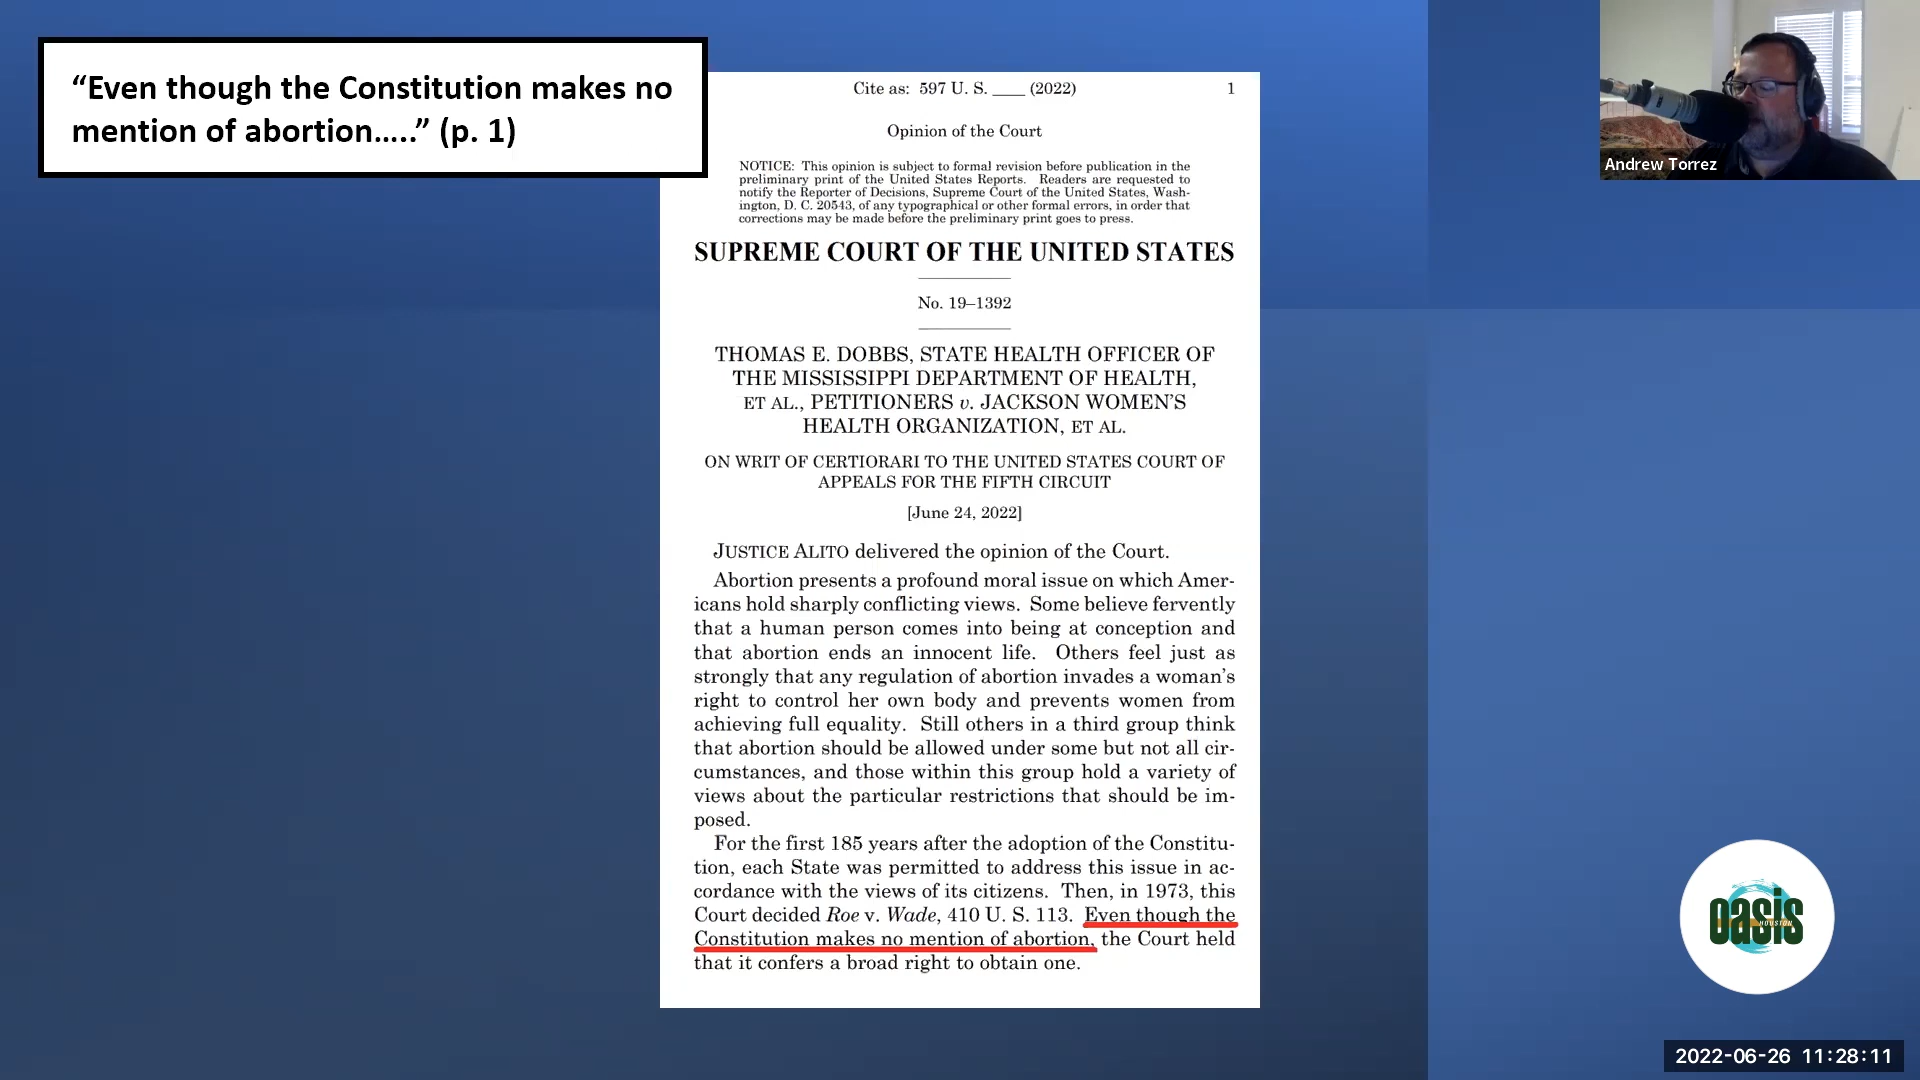 “Even though the Constitution makes no
mention of abortion…..” (p. 1)
Cite as: 597 U. S. ____ (2022) 1
Opinion of the Court
NOTICE: This opinion is subject to formal revision before publication in the
preliminary print of the United States Reports. Readers are requested to
notify the Reporter of Decisions, Supreme Court of the United States, Wash-
ington, D. C. 20543, of any typographical or other formal errors, in order that
corrections may be made before the preliminary print goes to press.
SUPREME COURT OF THE UNITED STATES
No. 19–1392
THOMAS E. DOBBS, STATE HEALTH OFFICER OF
THE MISSISSIPPI DEPARTMENT OF HEALTH,
ET AL., PETITIONERS v. JACKSON WOMEN’S
HEALTH ORGANIZATION, ET AL.
ON WRIT OF CERTIORARI TO THE UNITED STATES COURT OF
APPEALS FOR THE FIFTH CIRCUIT
[June 24, 2022]
JUSTICE ALITO delivered the opinion of the Court.
Abortion presents a profound moral issue on which Amer-
icans hold sharply conflicting views. Some believe fervently
that a human person comes into being at conception and
that abortion ends an innocent life. Others feel just as
strongly that any regulation of abortion invades a woman’s
right to control her own body and prevents women from
achieving full equality. Still others in a third group think
that abortion should be allowed under some but not all cir-
cumstances, and those within this group hold a variety of
views about the particular restrictions that should be im-
posed.
For the first 185 years after the adoption of the Constitu-
tion, each State was permitted to address this issue in ac-
cordance with the views of its citizens. Then, in 1973, this
Court decided Roe v. Wade, 410 U. S. 113. Even though the
Constitution makes no mention of abortion, the Court held
that it confers a broad right to obtain one.
Andrew Torrez
oasis
HOUSTON
2022-06-26 11:28:11